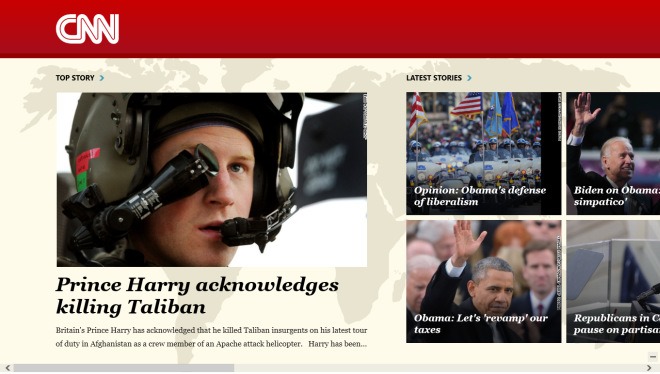 CNN
TOP STORY
LATEST STORIES
Opinion: Obama's defense
of liberalism
Biden on Obama:
simpatico'
Prince Harry acknowledges
killing Taliban
Britain's Prince Harry has acknowledged that he killed Taliban insurgents on his latest tour
of duty in Afghanistan as a crew member of an Apache attack helicopter. Harry has been...
Obama: Let's 'revamp' our
taxes
Republicans in C
pause on partisa